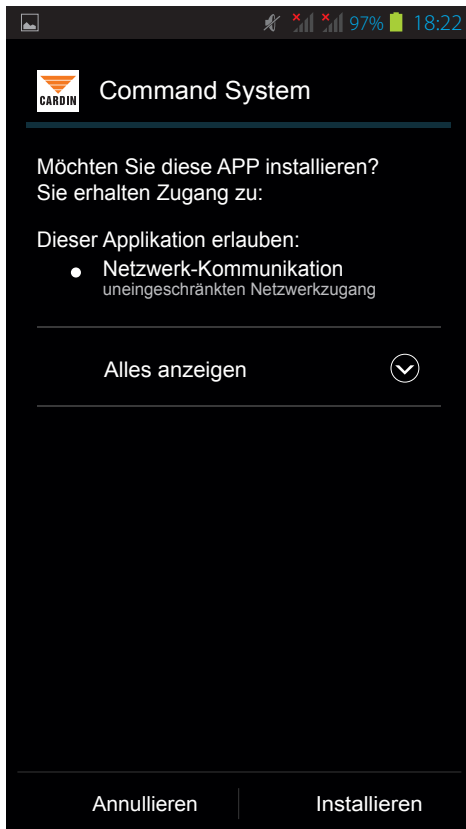 97% 18:22
CARDIN
Command System
Möchten Sie diese APP installieren?
Sie erhalten Zugang zu:
Dieser Applikation erlauben:
Netzwerk-Kommunikation
uneingeschränkten Netzwerkzugang
Alles anzeigen
Annullieren Installieren